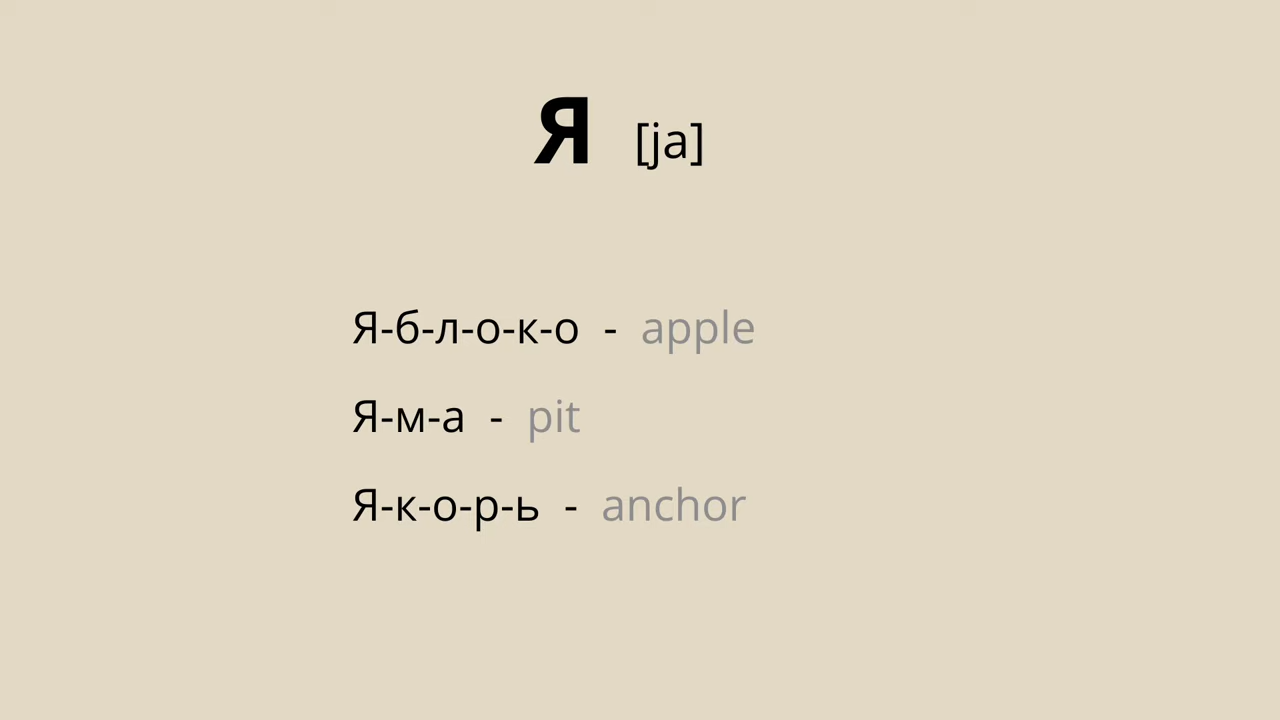 Я [ja]
Я-б-л-о-к-о - apple
Я-м-а - pit
Я-к-о-р-ь - anchor